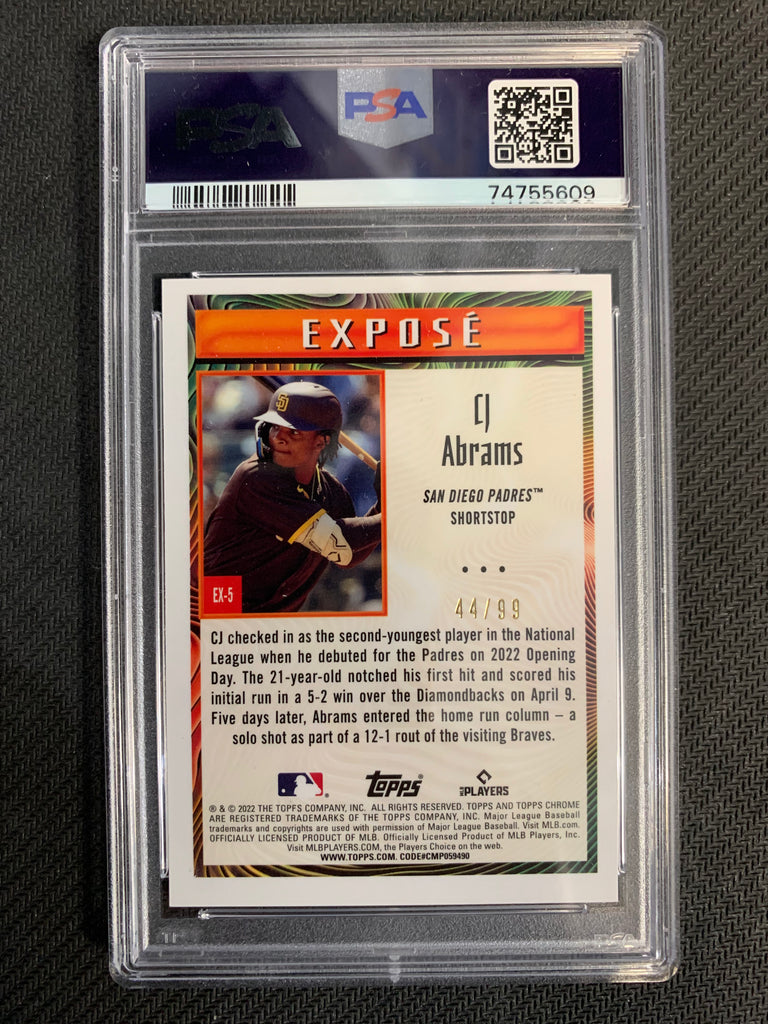 PSA
PSA
74755609
EXPOSÉ
CJ
Abrams
SAN DIEGO PADRES™
SHORTSTOP
SD
EX-5
44/99
CJ checked in as the second-youngest player in the National
League when he debuted for the Padres on 2022 Opening
Day. The 21-year-old notched his first hit and scored his
initial run in a 5-2 win over the Diamondbacks on April 9.
Five days later, Abrams entered the home run column – a
solo shot as part of a 12-1 rout of the visiting Braves.
topps®
MLB PLAYERS
® & © 2022 THE TOPPS COMPANY, INC. ALL RIGHTS RESERVED. TOPPS AND TOPPS CHROME
ARE REGISTERED TRADEMARKS OF THE TOPPS COMPANY, INC. Major League Baseball
trademarks and copyrights are used with permission of Major League Baseball. Visit MLB.com.
OFFICIALLY LICENSED PRODUCT OF MLB. Officially Licensed Product of MLB Players, Inc.
Visit MLBPLAYERS.COM, the Players Choice on the web.
WWW.TOPPS.COM. CODE#CMP059490